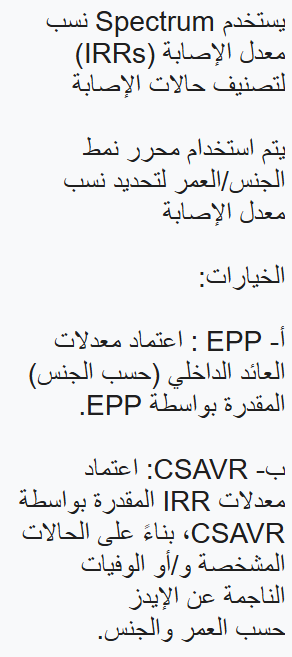 يستخدم Spectrum نسب
معدل الإصابة (IRRs)
لتصنيف حالات الإصابة
يتم استخدام محرر نمط
الجنس/العمر لتحديد نسب
معدل الإصابة
الخيارات:
أ- EPP : اعتماد معدلات
العائد الداخلي (حسب الجنس)
المقدرة بواسطة EPP.
ب- CSAVR: اعتماد
معدلات IRR المقدرة بواسطة
CSAVR، بناءً على الحالات
المشخصة و/أو الوفيات
الناجمة عن الإيدز
حسب العمر والجنس.